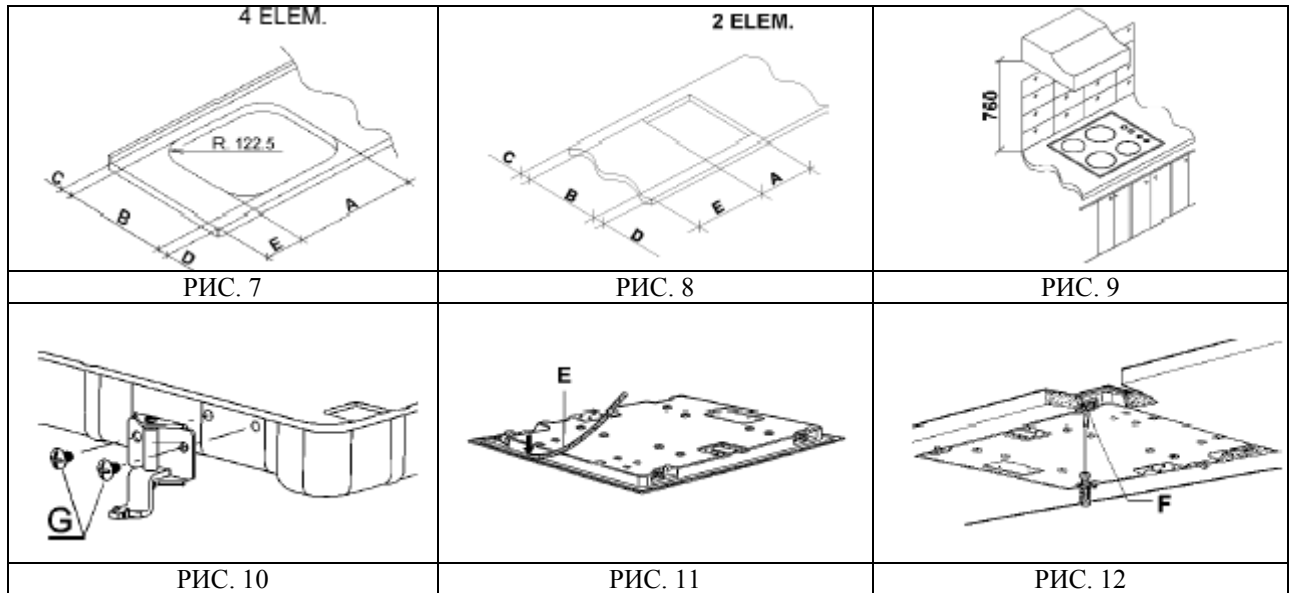 4 ELEM.
R. 122.5
C
B
D
E
A
2 ELEM.
C
B
D
E
A
760
РИС. 7
РИС. 8
РИС. 9
G
E
F
РИС. 10
РИС. 11
РИС. 12